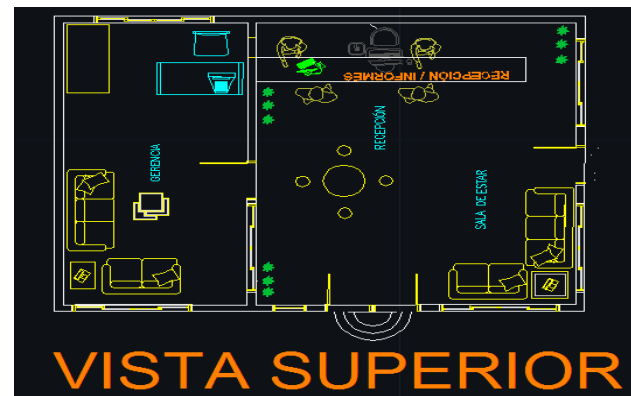 RECEPCIÓN / INFORMES
RECEPCIÓN
GERENCIA
SALA DE ESTAR
VISTA SUPERIOR